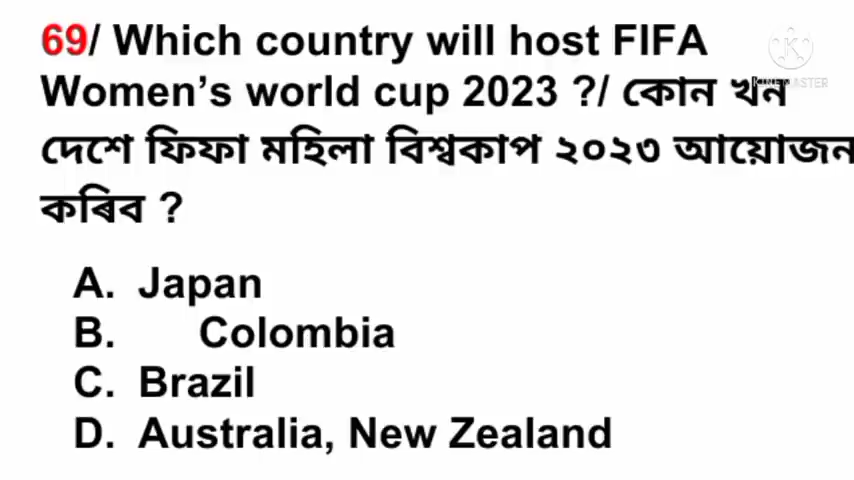 69/ Which country will host FIFA
KINEMASTER
Women's world cup 2023 ?/ কোন খন
দেশে ফিফা মহিলা বিশ্বকাপ ২০২৩ আয়োজন
কৰিব ?
A. Japan
B. Colombia
C. Brazil
D. Australia, New Zealand